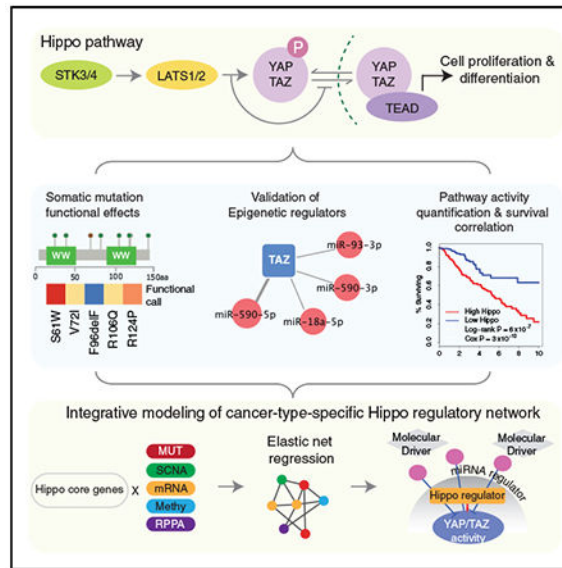 Hippo pathway
P
STK3/4
LATS1/2
YAP
TAZ
YAP
TAZ
TEAD
Cell proliferation &
differentiaion
Somatic mutation
functional effects
WW
WW
0
50
100
150aa
Functional
call
S61W
V72I
F96delF
R106Q
R124P
Validation of
Epigenetic regulators
miR-93-3p
TAZ
miR-590-3p
miR-590-5p
miR-18a-5p
Pathway activity
quantification & survival
correlation
% surviving
1.0
0.8
0.6
0.4
0.2
0.0
High Hippo
Low Hippo
Log-rank P = 6x10-7
Cox P = 3x10-10
0 2 4 6 8 10
Integrative modeling of cancer-type-specific Hippo regulatory network
Hippo core genes
X
MUT
SCNA
mRNA
Methy
RPPA
Elastic net
regression
Molecular
Driver
Molecular
Driver
miRNA regulator
Hippo regulator
YAP/TAZ
activity